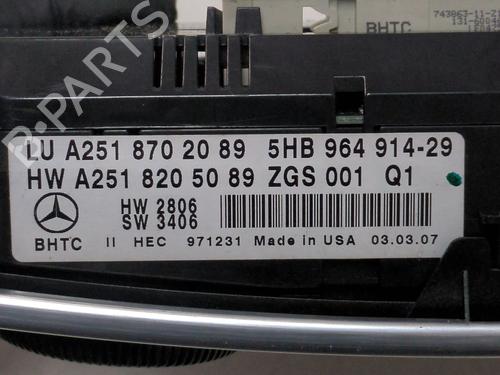 BHTC
B-PARTS
LU A251 870 20 89 5HB 964 914-29
HW A251 820 50 89 ZGS 001 Q1
HW 2806
SW 3406
BHTC II HEC 971231 Made in USA 03.03.07